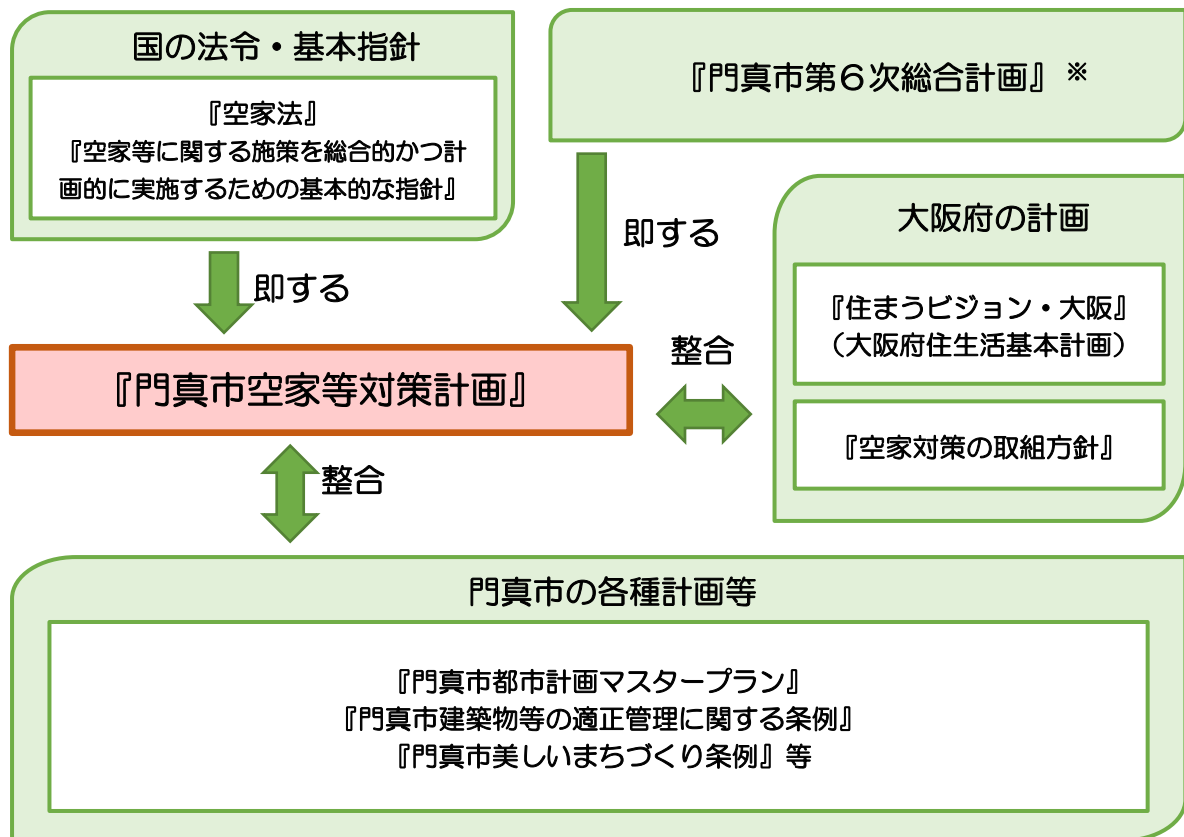 国の法令・基本指針
『空家法』
『空家等に関する施策を総合的かつ計
画的に実施するための基本的な指針』
『門真市第６次総合計画』※
即する
即する
大阪府の計画
『住まうビジョン・大阪』
（大阪府住生活基本計画）
『空家対策の取組方針』
整合
『門真市空家等対策計画』
整合
門真市の各種計画等
『門真市都市計画マスタープラン』
『門真市建築物等の適正管理に関する条例』
『門真市美しいまちづくり条例』等